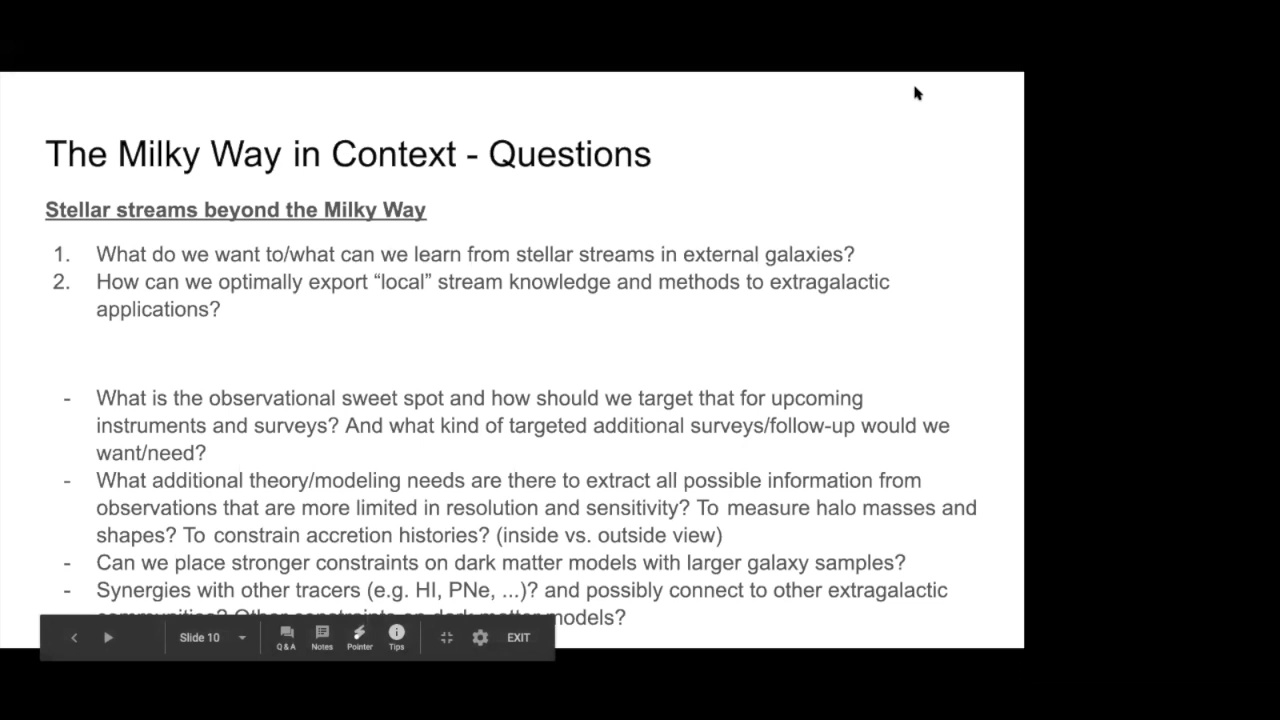 The Milky Way in Context - Questions
Stellar streams beyond the Milky Way
1. What do we want to/what can we learn from stellar streams in external galaxies?
2. How can we optimally export “local” stream knowledge and methods to extragalactic
applications?
- What is the observational sweet spot and how should we target that for upcoming
instruments and surveys? And what kind of targeted additional surveys/follow-up would we
want/need?
- What additional theory/modeling needs are there to extract all possible information from
observations that are more limited in resolution and sensitivity? To measure halo masses and
shapes? To constrain accretion histories? (inside vs. outside view)
- Can we place stronger constraints on dark matter models with larger galaxy samples?
- Synergies with other tracers (e.g. HI, PNe, ...)? and possibly connect to other extragalactic
communities? Other constraints on dark matter models?
Slide 10
Q&A
Notes
Pointer
Tips
EXIT